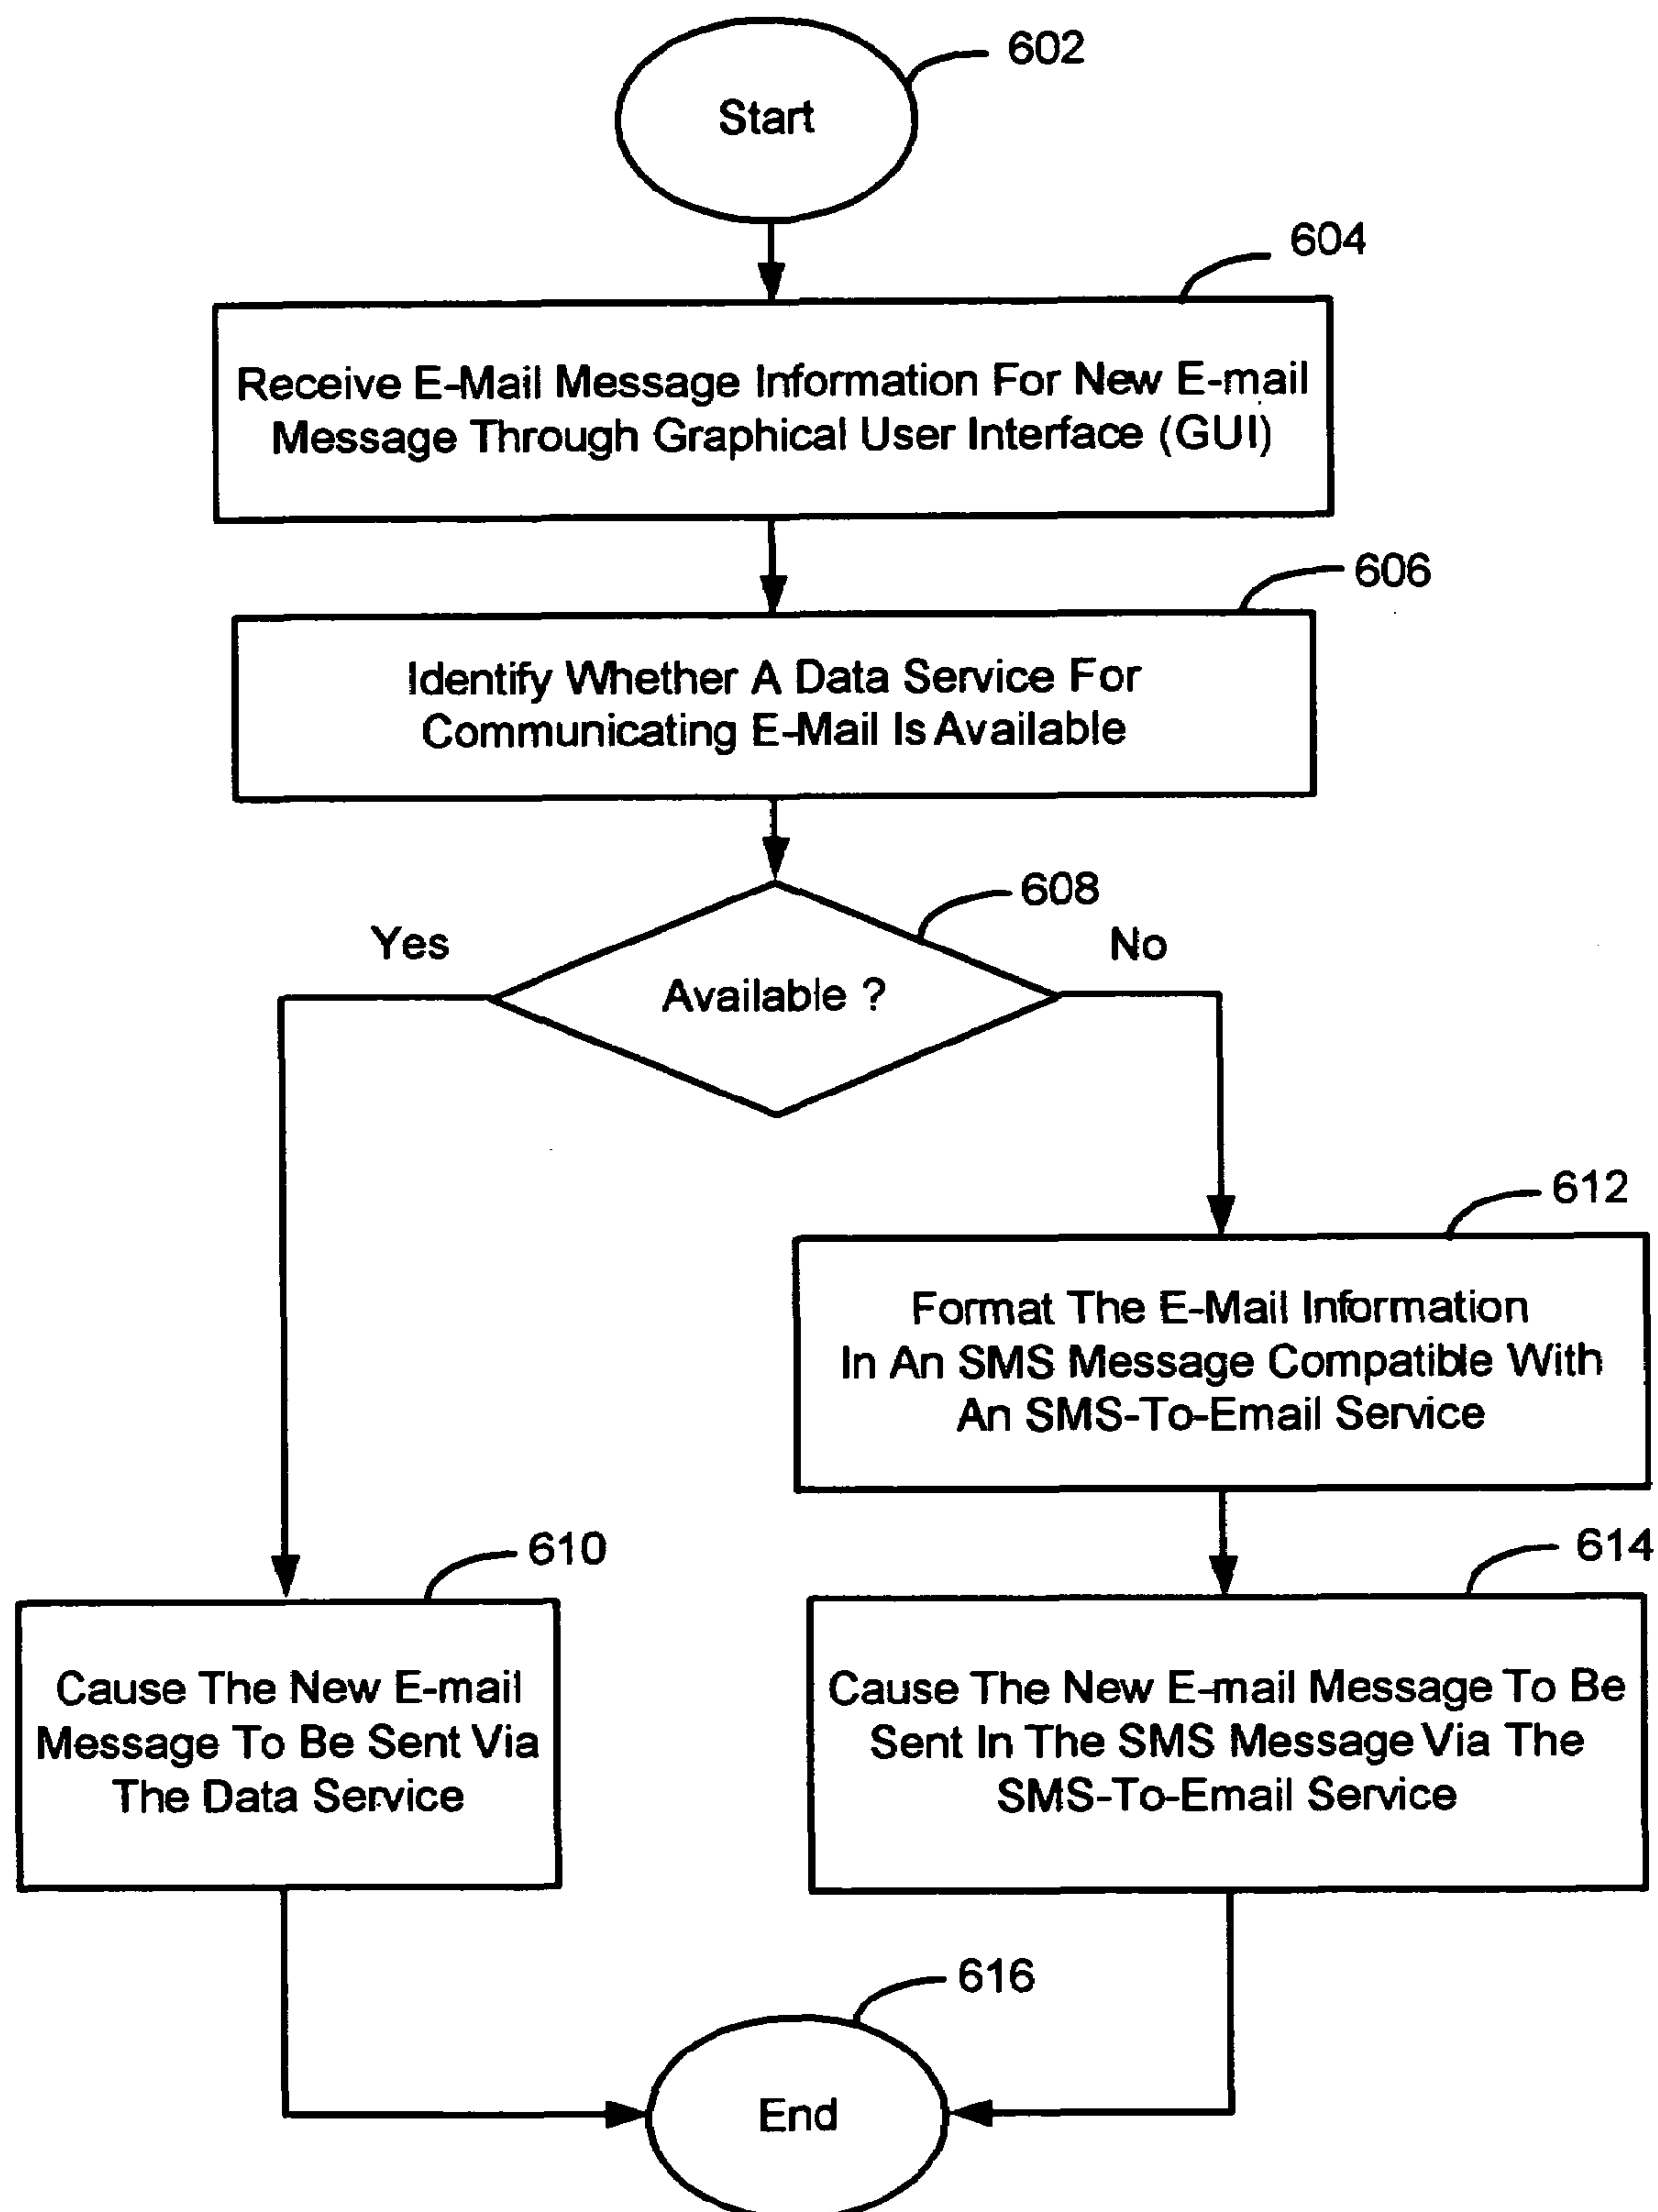 602
Start
604
Receive E-Mail Message Information For New E-mail
Message Through Graphical User Interface (GUI)
606
Identify Whether A Data Service For
Communicating E-Mail Is Available
608
Yes
No
Available ?
612
Format The E-Mail Information
In An SMS Message Compatible With
An SMS-To-Email Service
610
614
Cause The New E-mail
Message To Be Sent Via
The Data Service
Cause The New E-mail Message To Be
Sent In The SMS Message Via The
SMS-To-Email Service
616
End